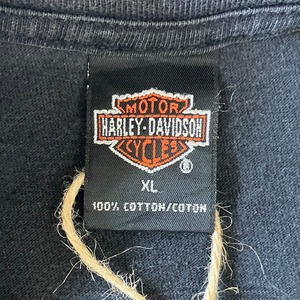 MOTOR
HARLEY-DAVIDSON
CYCLES
®
XL
100% COTTON/COTON